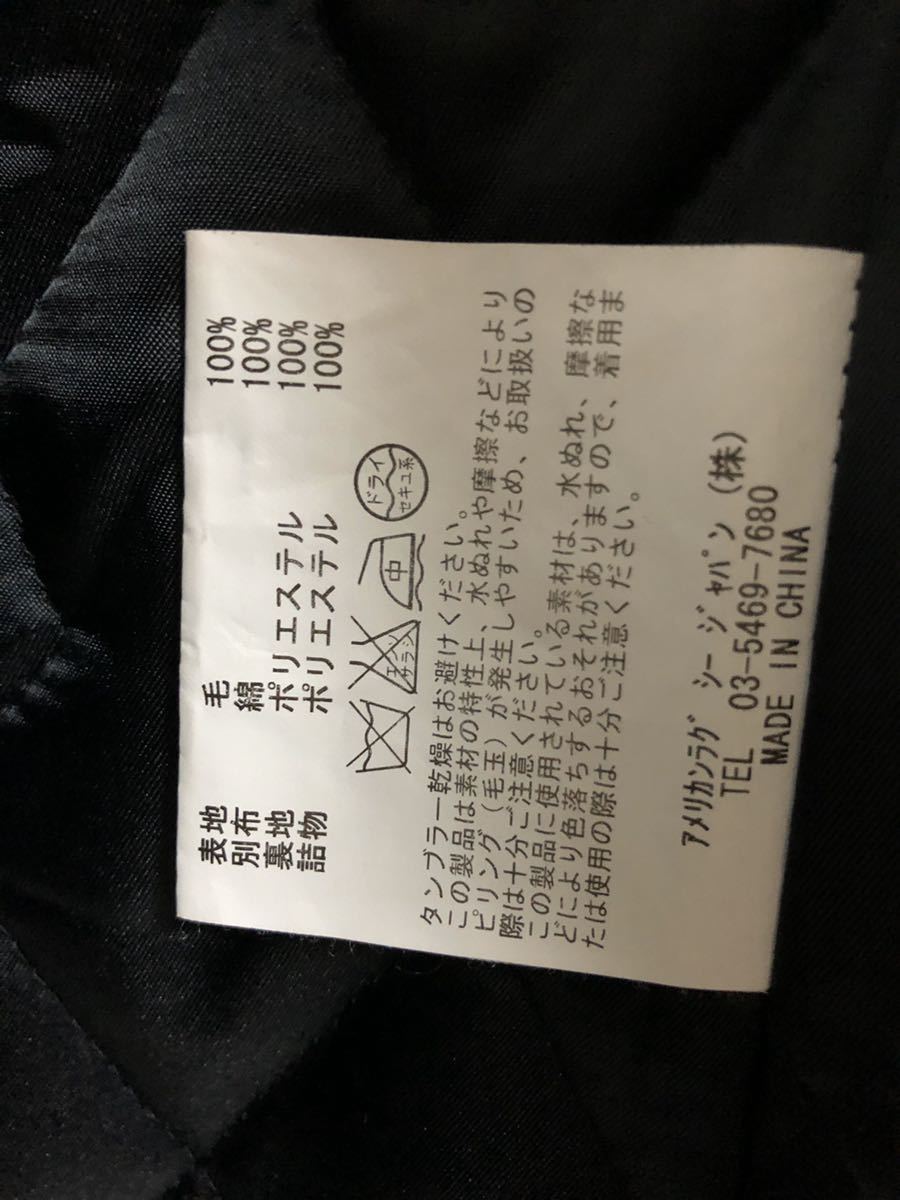 表地 毛 100%
別布 綿 100%
裏地 ポリエステル 100%
詰物 ポリエステル 100%
エンソ サラシ
中
ドライ
セキユ系
タンブラー乾燥はお避けください。
この製品は素材の特性上、水ぬれや摩擦などにより
ピリング(毛玉)が発生しやすいため、お取扱いの
際は十分ご注意ください。
この製品に使用されている素材は、水ぬれ、摩擦な
どにより色落ちするおそれがありますので、着用ま
たは使用の際は十分ご注意ください。
アメリカンラグ シー ジャパン (株)
TEL 03-5469-7680
MADE IN CHINA